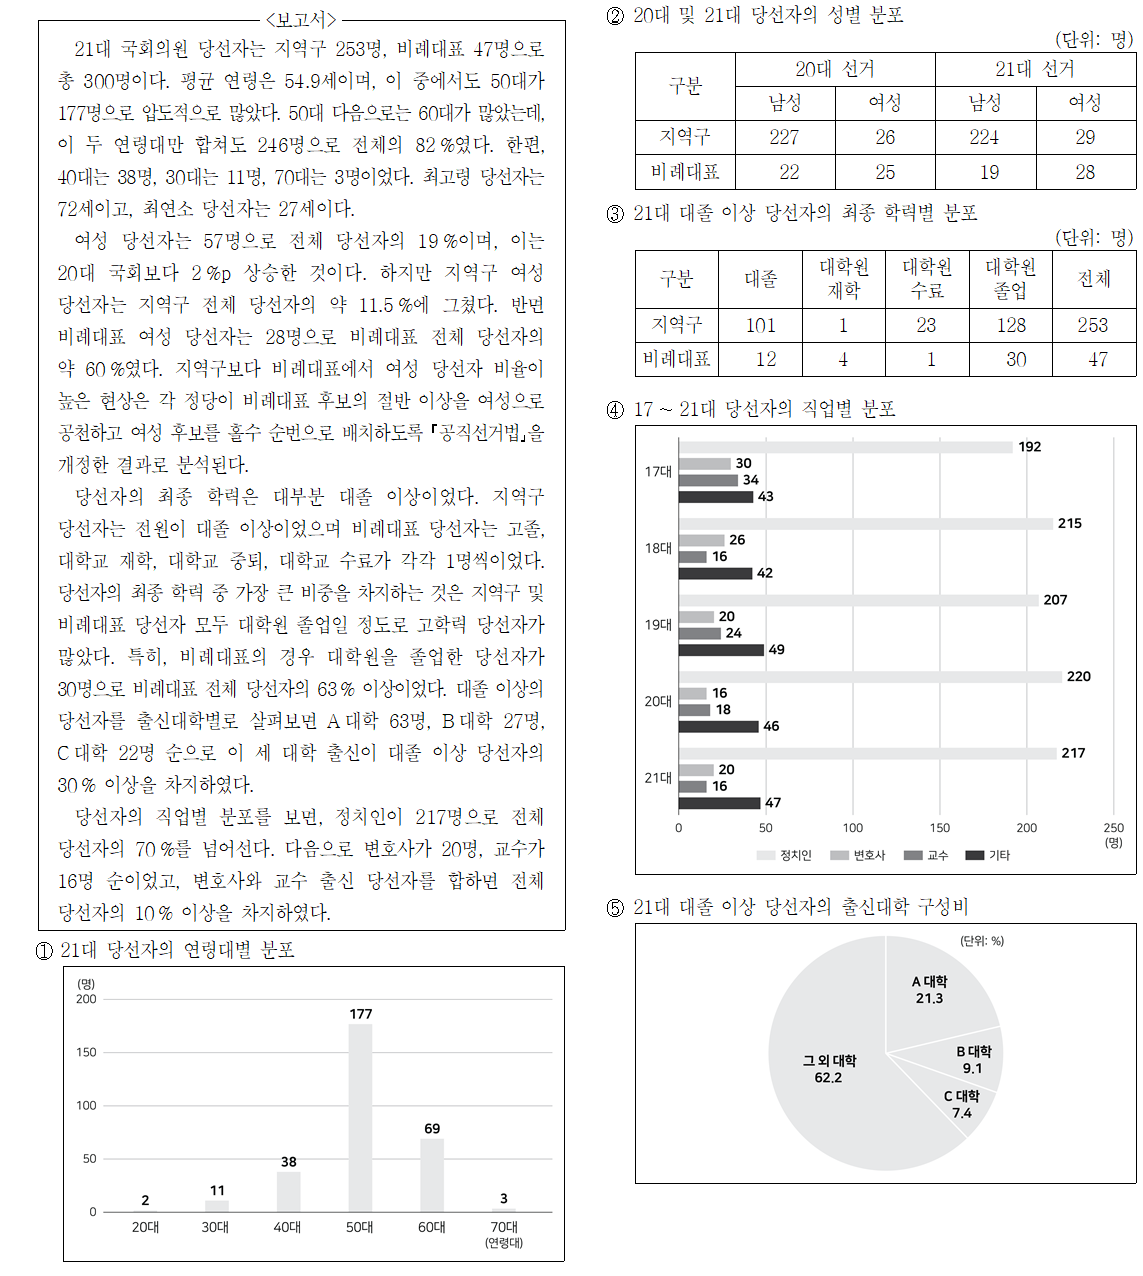 <보고서>
21대 국회의원 당선자는 지역구 253명, 비례대표 47명으로
총 300명이다. 평균 연령은 54.9세이며, 이 중에서도 50대가
177명으로 압도적으로 많았다. 50대 다음으로는 60대가 많았는데,
이 두 연령대만 합쳐도 246명으로 전체의 82 %였다. 한편,
40대는 38명, 30대는 11명, 70대는 3명이었다. 최고령 당선자는
72세이고, 최연소 당선자는 27세이다.
여성 당선자는 57명으로 전체 당선자의 19 %이며, 이는
20대 국회보다 2 %p 상승한 것이다. 하지만 지역구 여성
당선자는 지역구 전체 당선자의 약 11.5 %에 그쳤다. 반면
비례대표 여성 당선자는 28명으로 비례대표 전체 당선자의
약 60 %였다. 지역구보다 비례대표에서 여성 당선자 비율이
높은 현상은 각 정당이 비례대표 후보의 절반 이상을 여성으로
공천하고 여성 후보를 홀수 순번으로 배치하도록 『공직선거법』을
개정한 결과로 분석된다.
당선자의 최종 학력은 대부분 대졸 이상이었다. 지역구
당선자는 전원이 대졸 이상이었으며 비례대표 당선자는 고졸,
대학교 재학, 대학교 중퇴, 대학교 수료가 각각 1명씩이었다.
당선자의 최종 학력 중 가장 큰 비중을 차지하는 것은 지역구 및
비례대표 당선자 모두 대학원 졸업일 정도로 고학력 당선자가
많았다. 특히, 비례대표의 경우 대학원을 졸업한 당선자가
30명으로 비례대표 전체 당선자의 63 % 이상이었다. 대졸 이상의
당선자를 출신대학별로 살펴보면 A 대학 63명, B 대학 27명,
C 대학 22명 순으로 이 세 대학 출신이 대졸 이상 당선자의
30 % 이상을 차지하였다.
당선자의 직업별 분포를 보면, 정치인이 217명으로 전체
당선자의 70 %를 넘어선다. 다음으로 변호사가 20명, 교수가
16명 순이었고, 변호사와 교수 출신 당선자를 합하면 전체
당선자의 10 % 이상을 차지하였다.
① 21대 당선자의 연령대별 분포
(명)
200
150
100
50
0
2 11 38 177 69 3
20대 30대 40대 50대 60대 70대
(연령대)
② 20대 및 21대 당선자의 성별 분포
(단위: 명)
구분 20대 선거 21대 선거
남성 여성 남성 여성
지역구 227 26 224 29
비례대표 22 25 19 28
③ 21대 대졸 이상 당선자의 최종 학력별 분포
(단위: 명)
구분 대졸 대학원 재학 대학원 수료 대학원 졸업 전체
지역구 101 1 23 128 253
비례대표 12 4 1 30 47
④ 17 ~ 21대 당선자의 직업별 분포
17대 192 30 34 43
18대 215 26 16 42
19대 207 20 24 49
20대 220 16 18 46
21대 217 20 16 47
0 50 100 150 200 250
(명)
정치인 변호사 교수 기타
⑤ 21대 대졸 이상 당선자의 출신대학 구성비
(단위: %)
A 대학
21.3
B 대학
9.1
C 대학
7.4
그 외 대학
62.2